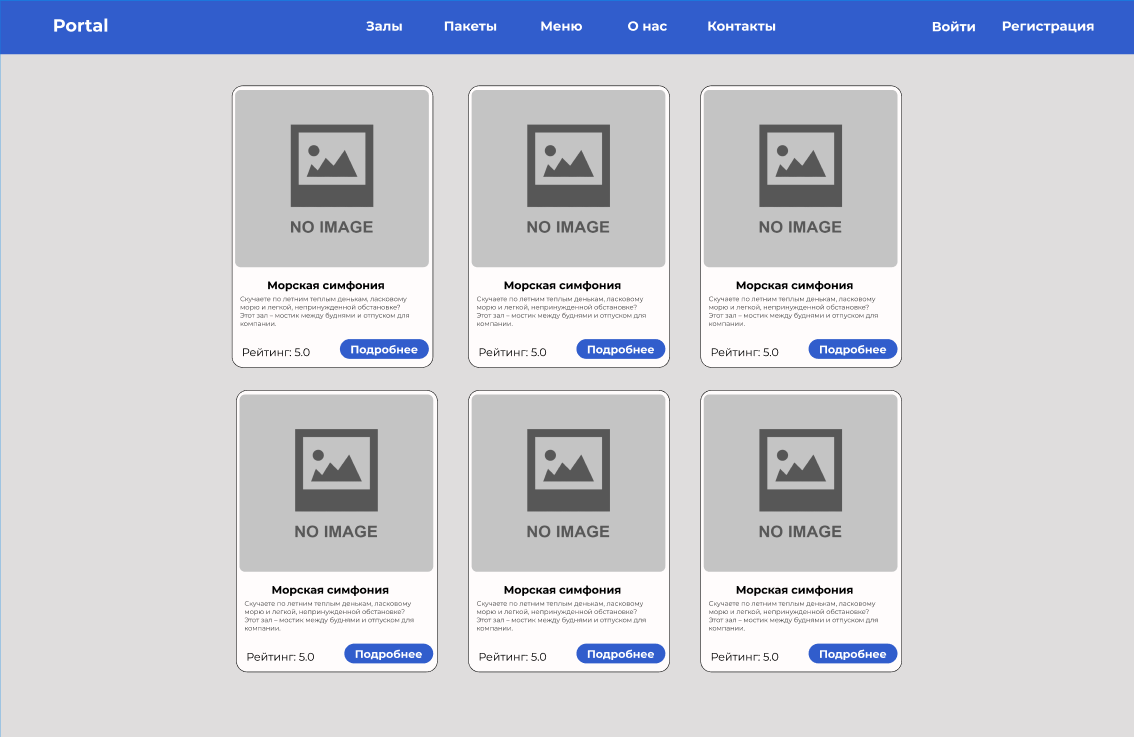 Portal
Залы
Пакеты
Меню
О нас
Контакты
Войти
Регистрация
NO IMAGE
Морская симфония
Скучаете по летним теплым денькам, ласковому
морю и легкой, непринужденной обстановке?
Этот зал – мостик между буднями и отпуском для
компании.
Рейтинг: 5.0
Подробнее
NO IMAGE
Морская симфония
Скучаете по летним теплым денькам, ласковому
морю и легкой, непринужденной обстановке?
Этот зал – мостик между буднями и отпуском для
компании.
Рейтинг: 5.0
Подробнее
NO IMAGE
Морская симфония
Скучаете по летним теплым денькам, ласковому
морю и легкой, непринужденной обстановке?
Этот зал – мостик между буднями и отпуском для
компании.
Рейтинг: 5.0
Подробнее
NO IMAGE
Морская симфония
Скучаете по летним теплым денькам, ласковому
морю и легкой, непринужденной обстановке?
Этот зал – мостик между буднями и отпуском для
компании.
Рейтинг: 5.0
Подробнее
NO IMAGE
Морская симфония
Скучаете по летним теплым денькам, ласковому
морю и легкой, непринужденной обстановке?
Этот зал – мостик между буднями и отпуском для
компании.
Рейтинг: 5.0
Подробнее
NO IMAGE
Морская симфония
Скучаете по летним теплым денькам, ласковому
морю и легкой, непринужденной обстановке?
Этот зал – мостик между буднями и отпуском для
компании.
Рейтинг: 5.0
Подробнее